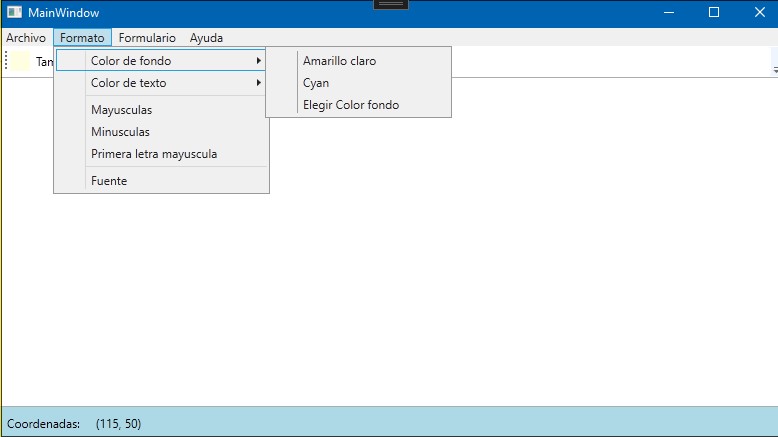 MainWindow
Archivo Formato Formulario Ayuda
Color de fondo
Color de texto
Mayusculas
Minusculas
Primera letra mayuscula
Fuente
Amarillo claro
Cyan
Elegir Color fondo
Coordenadas: (115, 50)